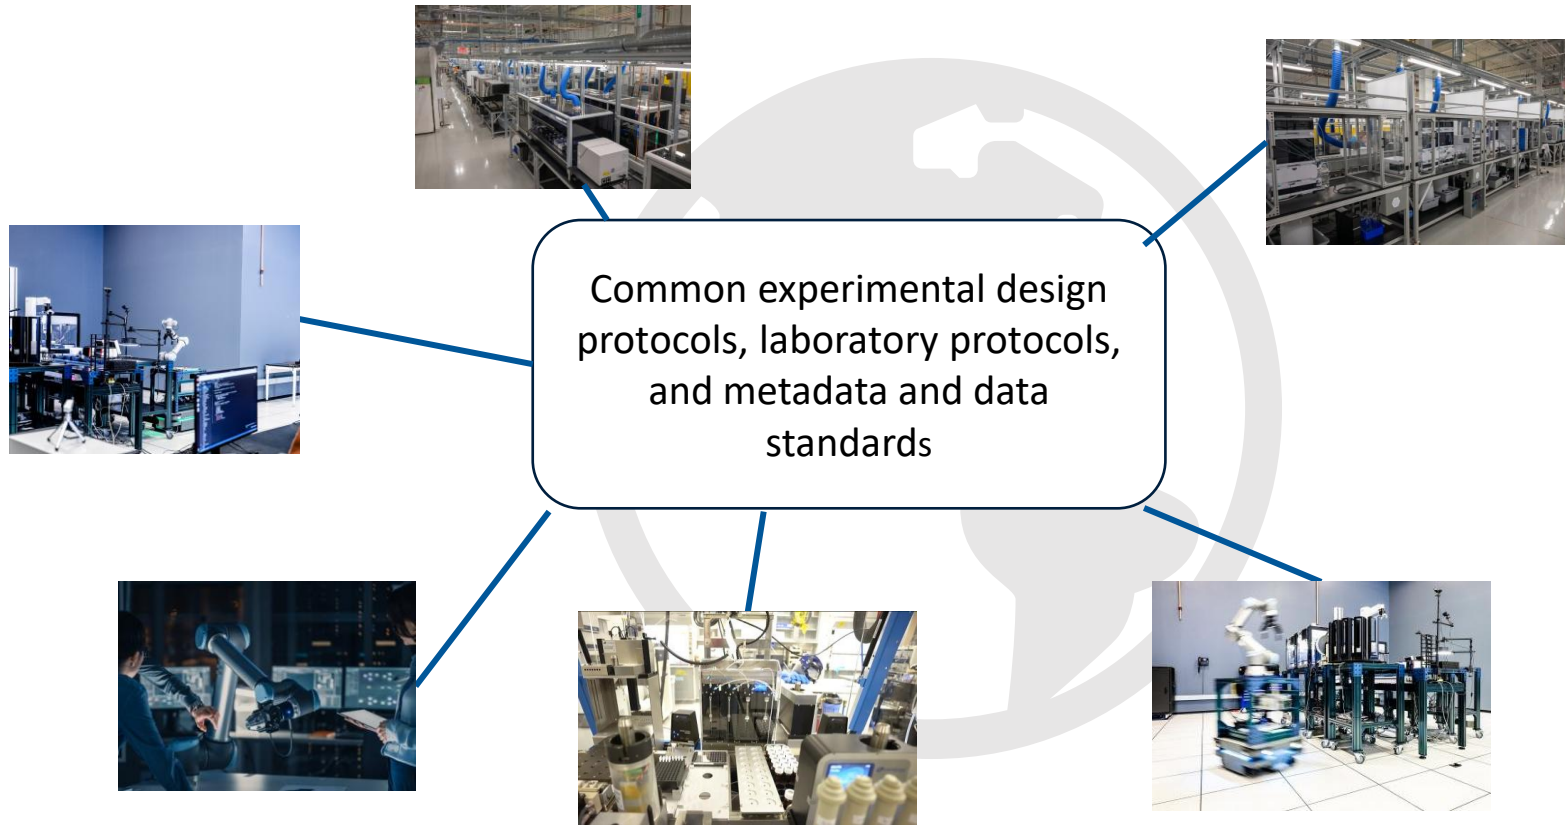 Common experimental design
protocols, laboratory protocols,
and metadata and data
standards